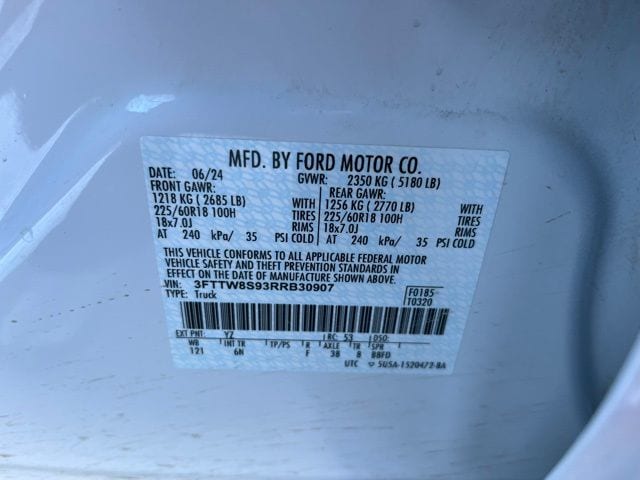 MFD. BY FORD MOTOR CO.
DATE: 06/24 GVWR: 2350 KG ( 5180 LB)
FRONT GAWR: REAR GAWR:
1218 KG ( 2685 LB) WITH 1256 KG ( 2770 LB) WITH
225/60R18 100H TIRES 225/60R18 100H TIRES
18x7.0J RIMS 18x7.0J RIMS
AT 240 kPa/ 35 PSI COLD AT 240 kPa/ 35 PSI COLD
THIS VEHICLE CONFORMS TO ALL APPLICABLE FEDERAL MOTOR
VEHICLE SAFETY AND THEFT PREVENTION STANDARDS IN
EFFECT ON THE DATE OF MANUFACTURE SHOWN ABOVE.
VIN: 3FTTW8S93RRB30907 F0185
TYPE: Truck T0320
EXT PNT: YZ RC: 53 DSO:
WB INT TR TP/PS R AXLE TR SPR
121 6N F 38 8 BBFD
UTC 5U5A-1520472-BA